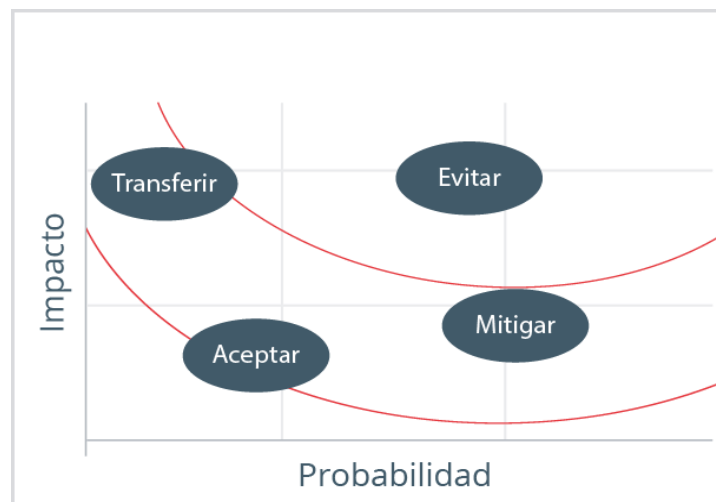 Transferir
Evitar
Impacto
Mitigar
Aceptar
Probabilidad